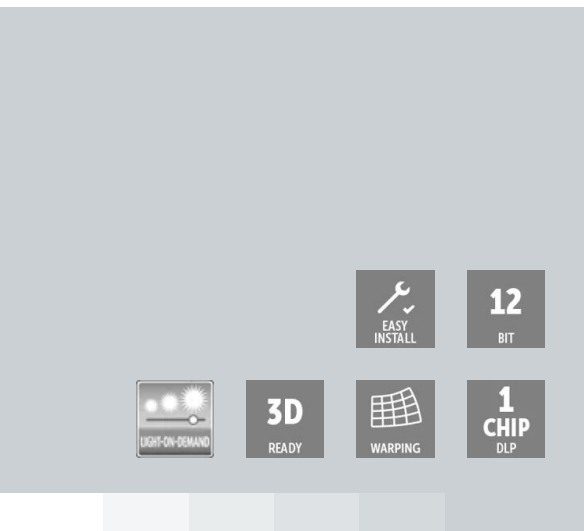 EASY
INSTALL
12
BIT
LIGHT-ON-DEMAND
3D
READY
WARPING
1
CHIP
DLP